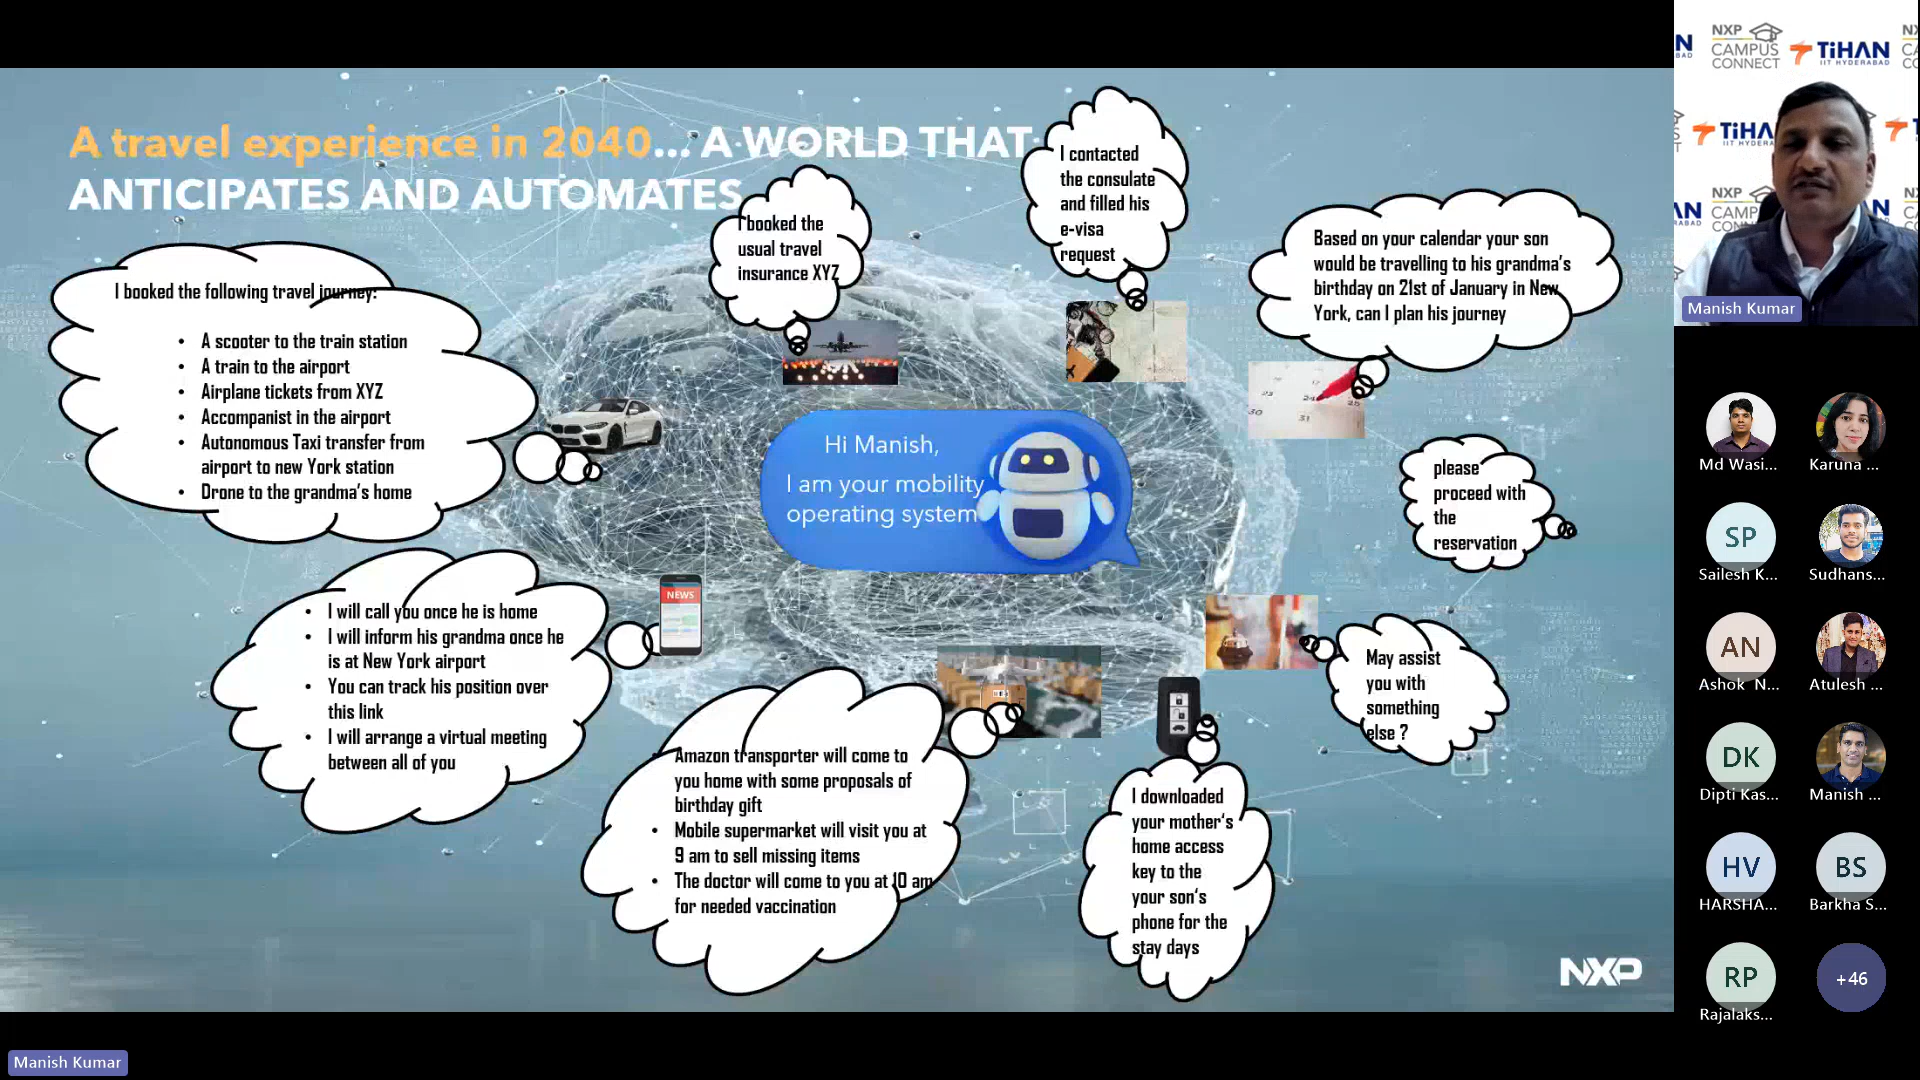 A travel experience in 2040... A WORLD THAT
ANTICIPATES AND AUTOMATES
I booked the following travel journey:
• A scooter to the train station
• A train to the airport
• Airplane tickets from XYZ
• Accompanist in the airport
• Autonomous Taxi transfer from
airport to new York station
• Drone to the grandma's home
I booked the
usual travel
insurance XYZ
I contacted
the consulate
and filled his
e-visa
request
Based on your calendar your son
would be travelling to his grandma's
birthday on 21st of January in New
York, can I plan his journey
23
24
25
30
31
please
proceed with
the
reservation
Hi Manish,
I am your mobility
operating system
May assist
you with
something
else ?
I downloaded
your mother's
home access
key to the
your son's
phone for the
stay days
• Amazon transporter will come to
you home with some proposals of
birthday gift
• Mobile supermarket will visit you at
9 am to sell missing items
• The doctor will come to you at 10 am
for needed vaccination
NEWS
• I will call you once he is home
• I will inform his grandma once he
is at New York airport
• You can track his position over
this link
• I will arrange a virtual meeting
between all of you
NXP
Manish Kumar
NXP
CAMPUS
CONNECT
TiHAN
IIT HYDERABAD
TiHA
NXP
Manish Kumar
Md Wasi...
Karuna ...
SP
Sailesh K...
Sudhans...
AN
Ashok N...
Atulesh ...
DK
Dipti Kas...
Manish ...
HV
HARSHA...
BS
Barkha S...
RP
Rajalaks...
+46